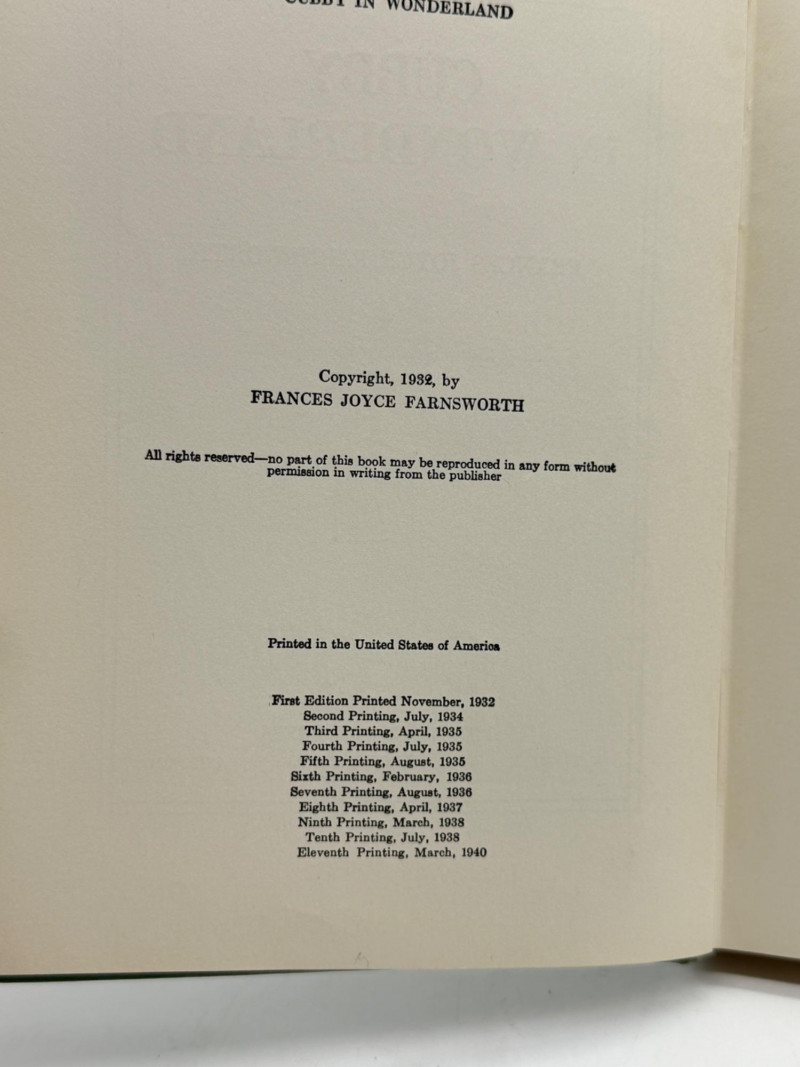 CUBBY IN WONDERLAND
Copyright, 1932, by
FRANCES JOYCE FARNSWORTH
All rights reserved—no part of this book may be reproduced in any form without
permission in writing from the publisher
Printed in the United States of America
First Edition Printed November, 1932
Second Printing, July, 1934
Third Printing, April, 1935
Fourth Printing, July, 1935
Fifth Printing, August, 1935
Sixth Printing, February, 1936
Seventh Printing, August, 1936
Eighth Printing, April, 1937
Ninth Printing, March, 1938
Tenth Printing, July, 1938
Eleventh Printing, March, 1940